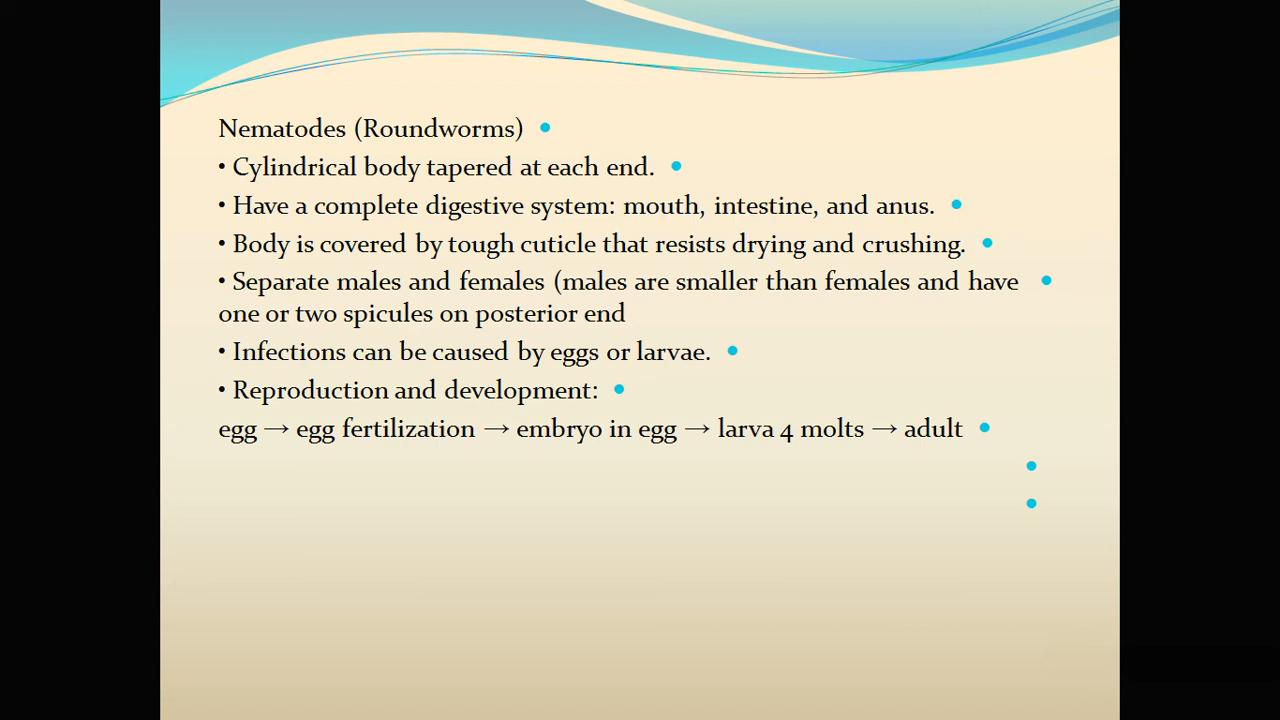 Nematodes (Roundworms)
• Cylindrical body tapered at each end.
• Have a complete digestive system: mouth, intestine, and anus.
• Body is covered by tough cuticle that resists drying and crushing.
• Separate males and females (males are smaller than females and have
one or two spicules on posterior end
• Infections can be caused by eggs or larvae.
• Reproduction and development:
egg → egg fertilization → embryo in egg → larva 4 molts → adult